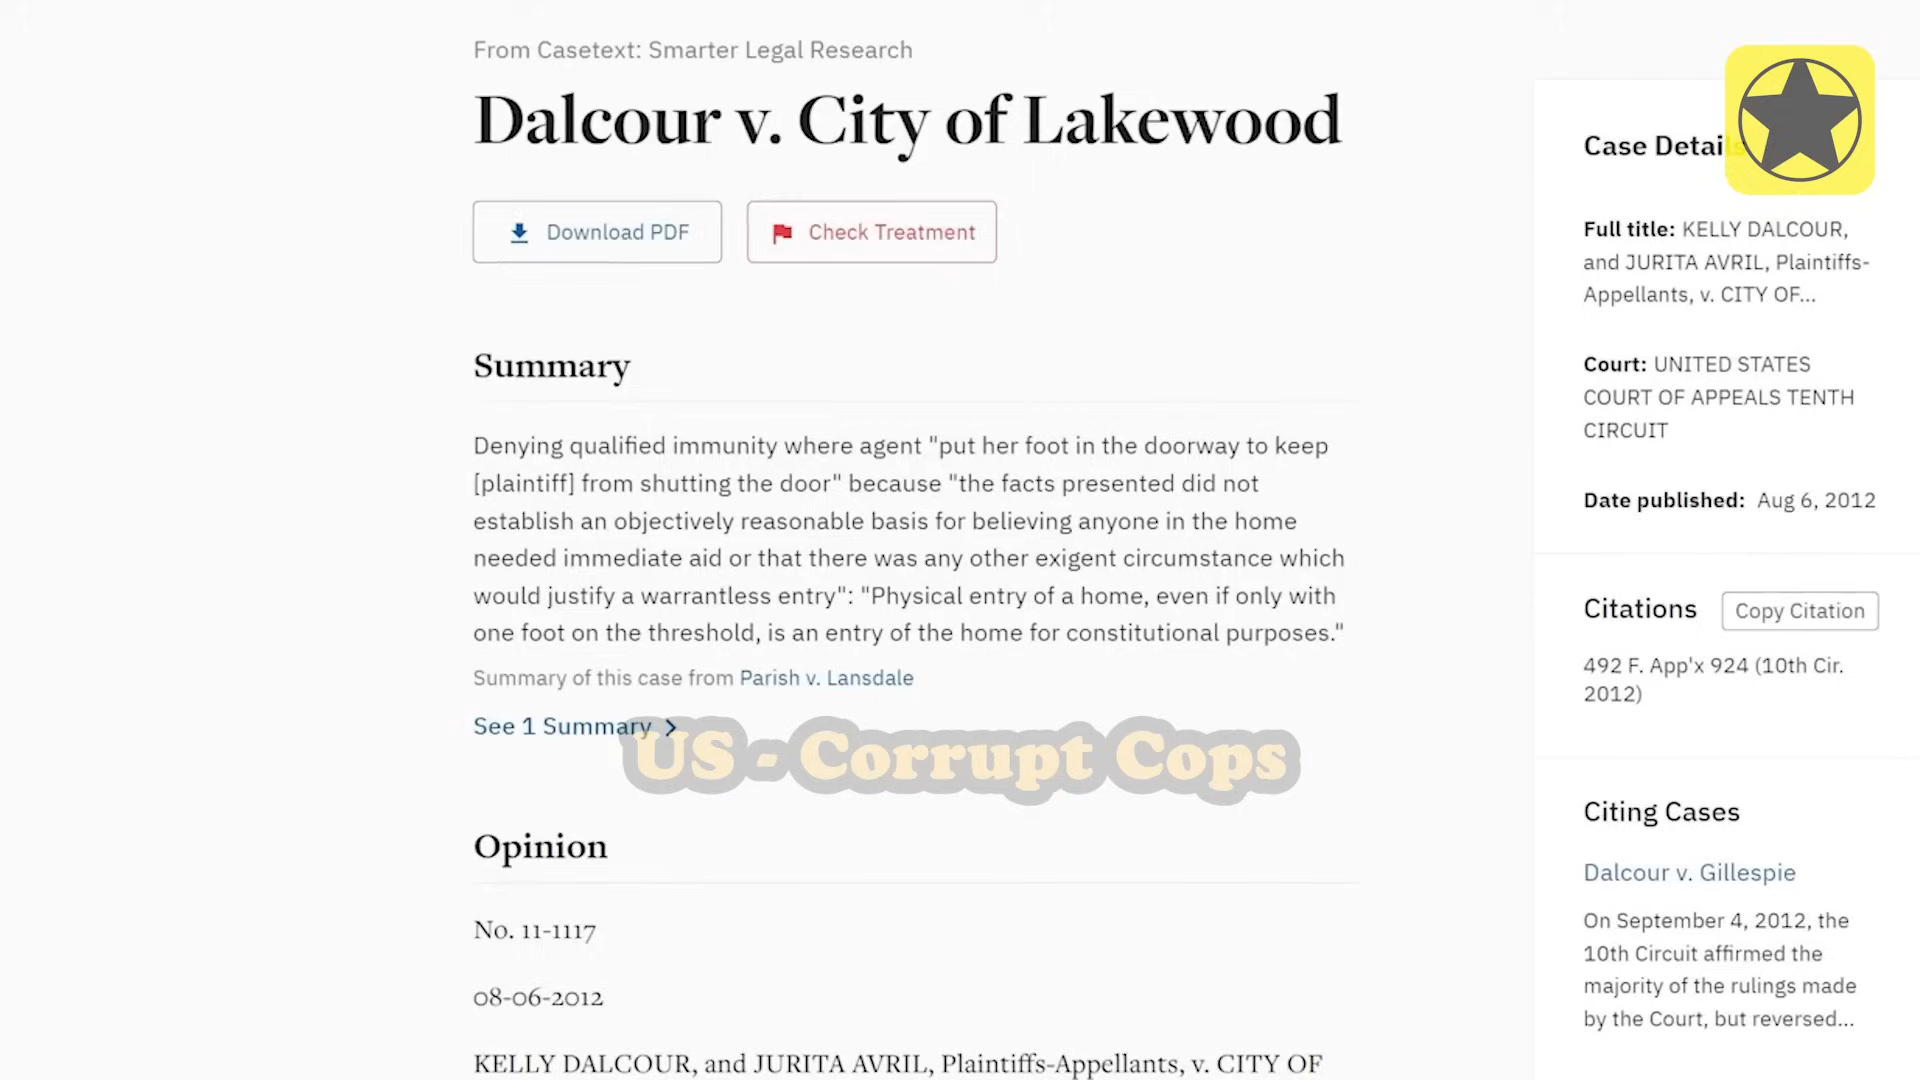 From Casetext: Smarter Legal Research
Dalcour v. City of Lakewood
Download PDF
Check Treatment
Summary
Denying qualified immunity where agent "put her foot in the doorway to keep
[plaintiff] from shutting the door" because "the facts presented did not
establish an objectively reasonable basis for believing anyone in the home
needed immediate aid or that there was any other exigent circumstance which
would justify a warrantless entry": "Physical entry of a home, even if only with
one foot on the threshold, is an entry of the home for constitutional purposes."
Summary of this case from Parish v. Lansdale
See 1 Summary
US - Corrupt Cops
Opinion
No. 11-1117
08-06-2012
KELLY DALCOUR, and JURITA AVRIL, Plaintiffs-Appellants, v. CITY OF
Case Details
Full title: KELLY DALCOUR,
and JURITA AVRIL, Plaintiffs-
Appellants, v. CITY OF...
Court: UNITED STATES
COURT OF APPEALS TENTH
CIRCUIT
Date published: Aug 6, 2012
Citations
Copy Citation
492 F. App'x 924 (10th Cir.
2012)
Citing Cases
Dalcour v. Gillespie
On September 4, 2012, the
10th Circuit affirmed the
majority of the rulings made
by the Court, but reversed...